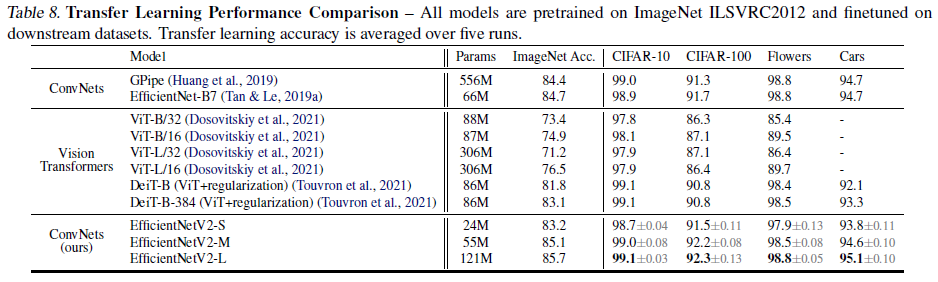 Table 8. Transfer Learning Performance Comparison – All models are pretrained on ImageNet ILSVRC2012 and finetuned on
downstream datasets. Transfer learning accuracy is averaged over five runs.
Model Params ImageNet Acc. CIFAR-10 CIFAR-100 Flowers Cars
ConvNets
GPipe (Huang et al., 2019) 556M 84.4 99.0 91.3 98.8 94.7
EfficientNet-B7 (Tan & Le, 2019a) 66M 84.7 98.9 91.7 98.8 94.7
Vision
Transformers
ViT-B/32 (Dosovitskiy et al., 2021) 88M 73.4 97.8 86.3 85.4 -
ViT-B/16 (Dosovitskiy et al., 2021) 87M 74.9 98.1 87.1 89.5 -
ViT-L/32 (Dosovitskiy et al., 2021) 306M 71.2 97.9 87.1 86.4 -
ViT-L/16 (Dosovitskiy et al., 2021) 306M 76.5 97.9 86.4 89.7 -
DeiT-B (ViT+regularization) (Touvron et al., 2021) 86M 81.8 99.1 90.8 98.4 92.1
DeiT-B-384 (ViT+regularization) (Touvron et al., 2021) 86M 83.1 99.1 90.8 98.5 93.3
ConvNets
(ours)
EfficientNetV2-S 24M 83.2 98.7±0.04 91.5±0.11 97.9±0.13 93.8±0.11
EfficientNetV2-M 55M 85.1 99.0±0.08 92.2±0.08 98.5±0.08 94.6±0.10
EfficientNetV2-L 121M 85.7 99.1±0.03 92.3±0.13 98.8±0.05 95.1±0.10